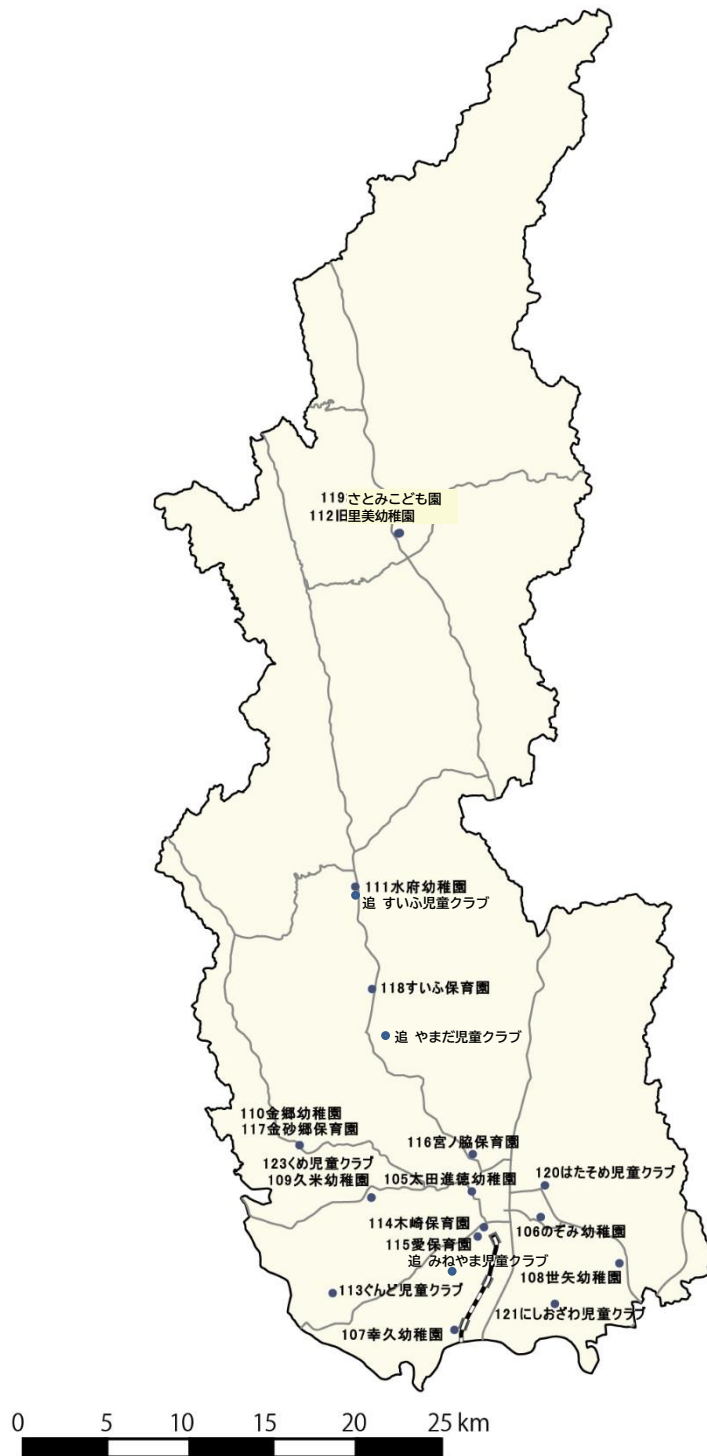 119さとみこども園
112旧里美幼稚園
111水府幼稚園
追 すいふ児童クラブ
118すいふ保育園
追 やまだ児童クラブ
110金郷幼稚園
117金砂郷保育園
116宮ノ脇保育園
123くめ児童クラブ
109久米幼稚園
105太田進徳幼稚園
120はたそめ児童クラブ
114木崎保育園
106のぞみ幼稚園
115愛保育園
追 みねやま児童クラブ
108世矢幼稚園
113ぐんど児童クラブ
121にしおざわ児童クラブ
107幸久幼稚園
0 5 10 15 20 25 km